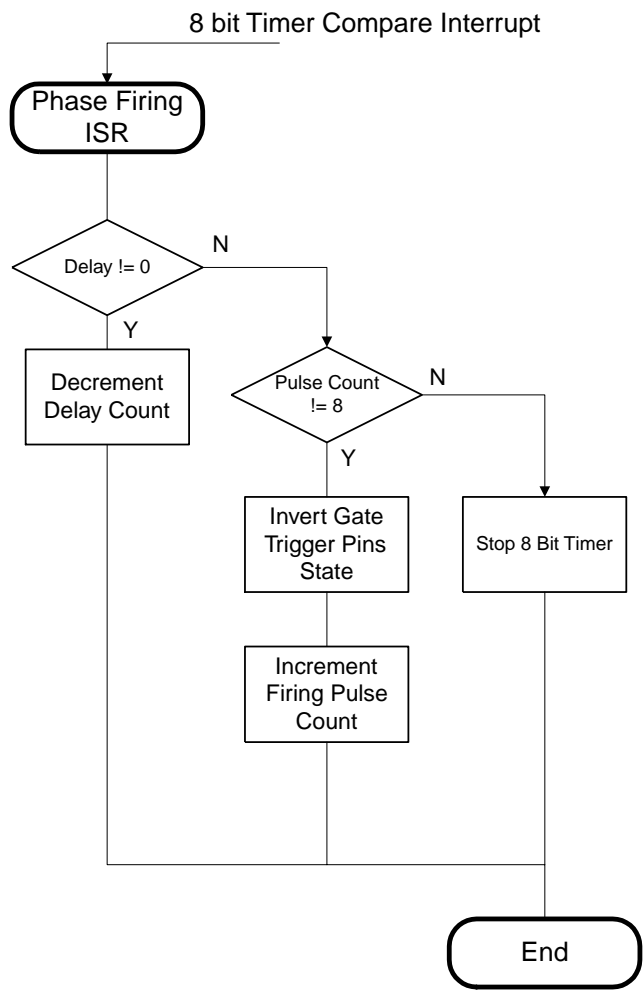 8 bit Timer Compare Interrupt
Phase Firing
ISR
Delay != 0
N
Y
Decrement
Delay Count
Pulse Count
!= 8
N
Y
Invert Gate
Trigger Pins
State
Stop 8 Bit Timer
Increment
Firing Pulse
Count
End